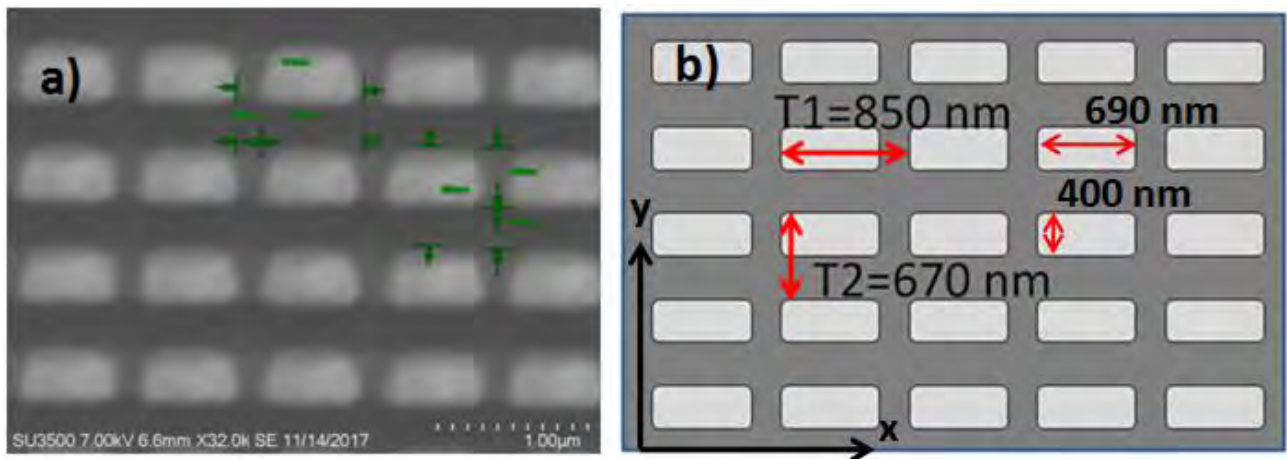 a)
SU3500 7.00kV 6.6mm X32.0k SE 11/14/2017
1.00µm
b)
T1=850 nm
690 nm
400 nm
y
T2=670 nm
x